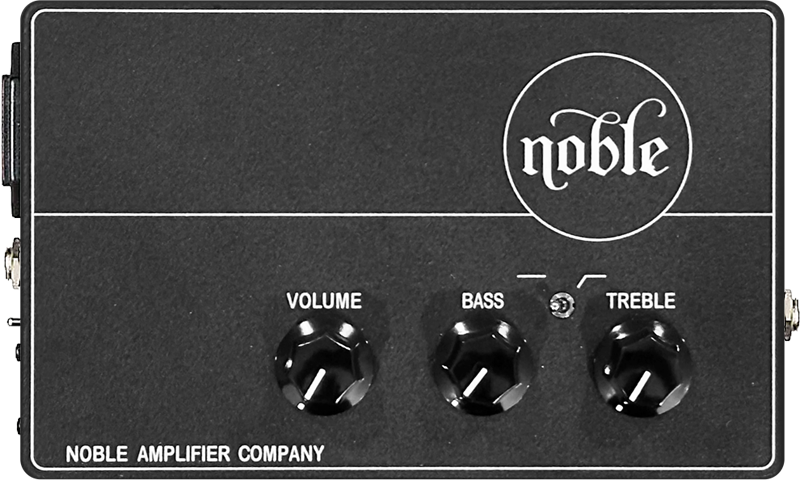 noble
VOLUME
BASS
TREBLE
NOBLE AMPLIFIER COMPANY